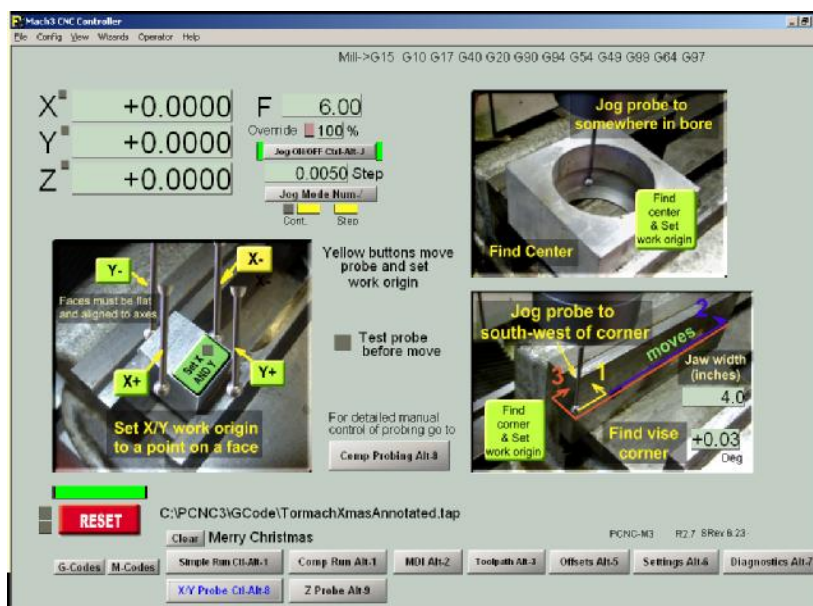 Mach3 CNC Controller
File Config View Wizards Operator Help
Mill->G15 G10 G17 G40 G20 G90 G94 G54 G49 G99 G64 G97
X +0.0000
Y +0.0000
Z +0.0000
F 6.00
Override 100 %
Jog ON/OFF Ctrl-Alt-J
0.0050 Step
Jog Mode Num-/
Cont. Step
Jog probe to
somewhere in bore
Find
center
& Set
work origin
Find Center
Y-
X-
X-
Faces must be flat
and aligned to axes
Set X
AND Y
X+
Y+
Set X/Y work origin
to a point on a face
Yellow buttons move
probe and set
work origin
Test probe
before move
For detailed manual
control of probing go to
Comp Probing Alt-8
Jog probe to
south-west of corner
2
moves
3
1
Jaw width
(inches)
4.0
Find
corner
& Set
work origin
Find vise
corner
+0.03
Deg
RESET
C:\PCNC3\GCode\TormachXmasAnnotated.tap
Clear Merry Christmas
PCNC-M3 R2.7 SRev 6.23-
G-Codes M-Codes
Simple Run Ctl-Alt-1 Comp Run Alt-1 MDI Alt-2 Toolpath Alt-3 Offsets Alt-5 Settings Alt-6 Diagnostics Alt-7
X/Y Probe Ctl-Alt-8 Z Probe Alt-9